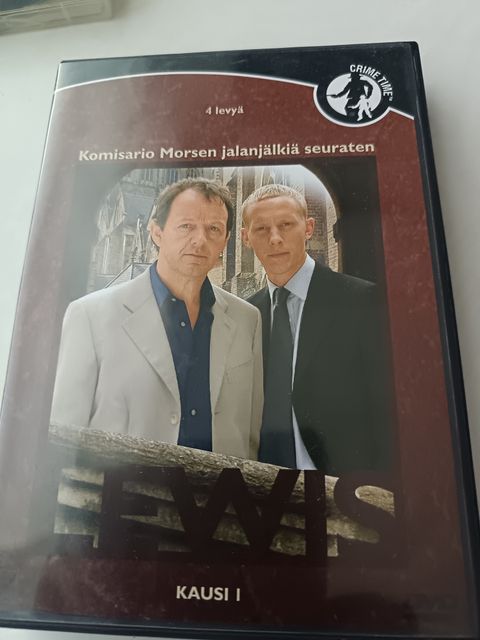 CRIME TIME
4 levyä
Komisario Morsen jalanjälkiä seuraten
LEWIS
KAUSI 1